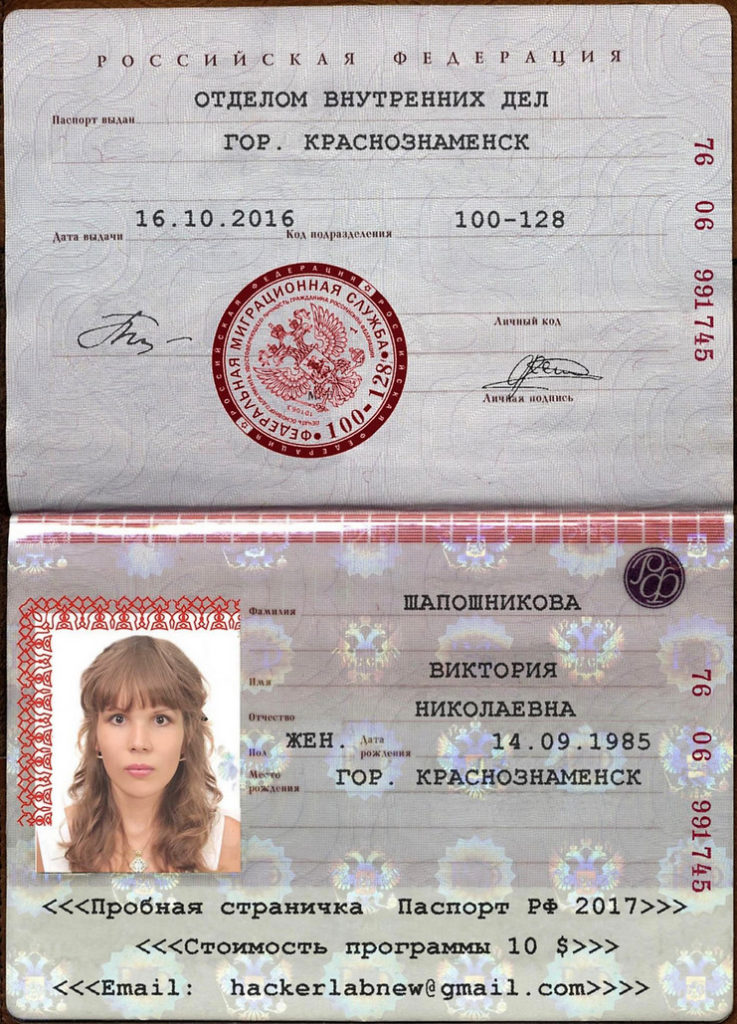 РОССИЙСКАЯ ФЕДЕРАЦИЯ
Паспорт выдан ОТДЕЛОМ ВНУТРЕННИХ ДЕЛ
ГОР. КРАСНОЗНАМЕНСК
Дата выдачи 16.10.2016 Код подразделения 100-128
76 06 991745
ФЕДЕРАЛЬНАЯ МИГРАЦИОННАЯ СЛУЖБА
100-128
РОССИЙСКАЯ ФЕДЕРАЦИЯ
Личный код
Личная подпись
РФ
Фамилия ШАПОШНИКОВА
Имя ВИКТОРИЯ
Отчество НИКОЛАЕВНА
Пол ЖЕН. Дата рождения 14.09.1985
Место рождения ГОР. КРАСНОЗНАМЕНСК
76 06 991745
<<<Пробная страничка Паспорт РФ 2017>>>
<<<Стоимость программы 10 $>>>
<<<Email: hackerlabnew@gmail.com>>>>